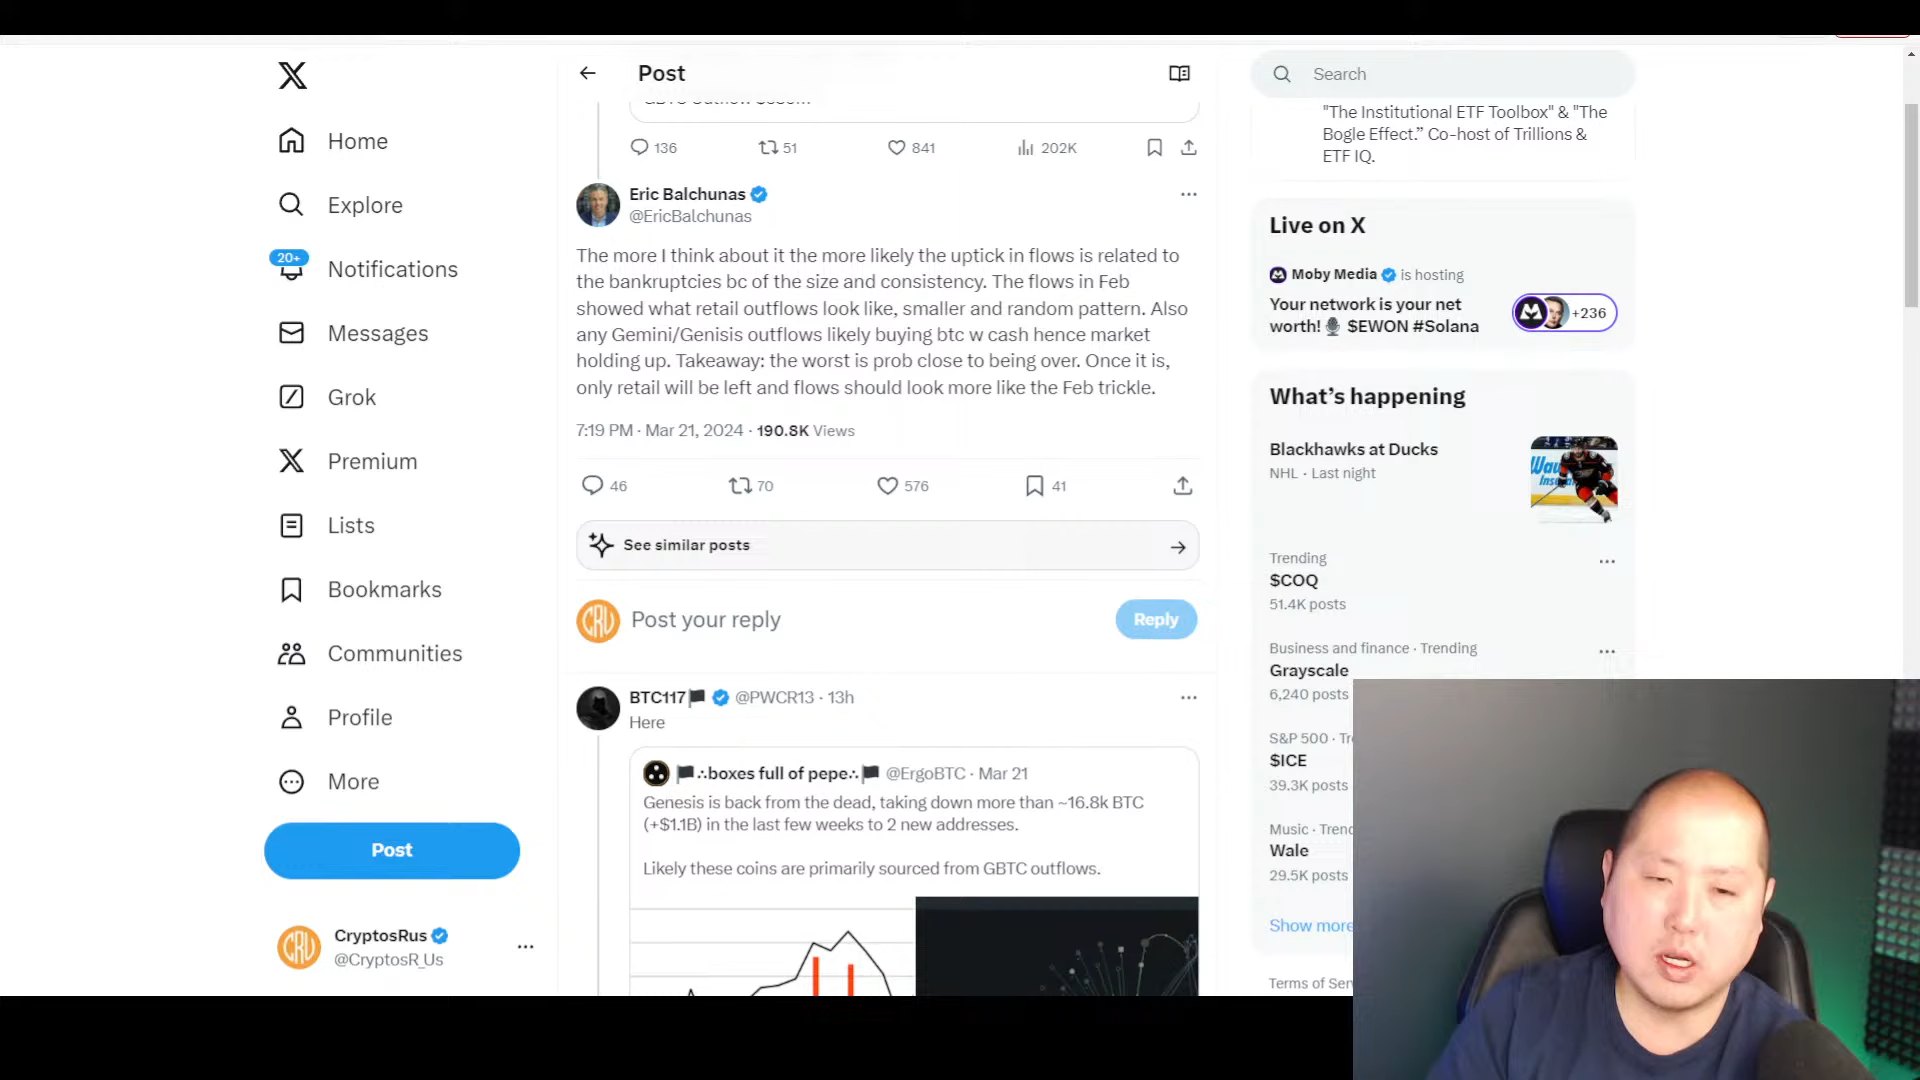 Home
Explore
20+
Notifications
Messages
Grok
Premium
Lists
Bookmarks
Communities
Profile
More
Post
CryptosRus
@CryptosR_Us
Post
136 51 841 202K
Eric Balchunas
@EricBalchunas
The more I think about it the more likely the uptick in flows is related to
the bankruptcies bc of the size and consistency. The flows in Feb
showed what retail outflows look like, smaller and random pattern. Also
any Gemini/Genisis outflows likely buying btc w cash hence market
holding up. Takeaway: the worst is prob close to being over. Once it is,
only retail will be left and flows should look more like the Feb trickle.
7:19 PM · Mar 21, 2024 · 190.8K Views
46 70 576 41
See similar posts
CRU
Post your reply
Reply
BTC117🏴 @PWCR13 · 13h
Here
🏴∴boxes full of pepe∴🏴 @ErgoBTC · Mar 21
Genesis is back from the dead, taking down more than ~16.8k BTC
(+$1.1B) in the last few weeks to 2 new addresses.
Likely these coins are primarily sourced from GBTC outflows.
Search
"The Institutional ETF Toolbox" & "The
Bogle Effect.” Co-host of Trillions &
ETF IQ.
Live on X
Moby Media is hosting
Your network is your net
worth!🎙️ $EWON #Solana
+236
What’s happening
Blackhawks at Ducks
NHL · Last night
Trending
$COQ
51.4K posts
Business and finance · Trending
Grayscale
6,240 posts
S&P 500 ·
$ICE
39.3K posts
Music ·
Wale
29.5K posts
Show more
Terms of